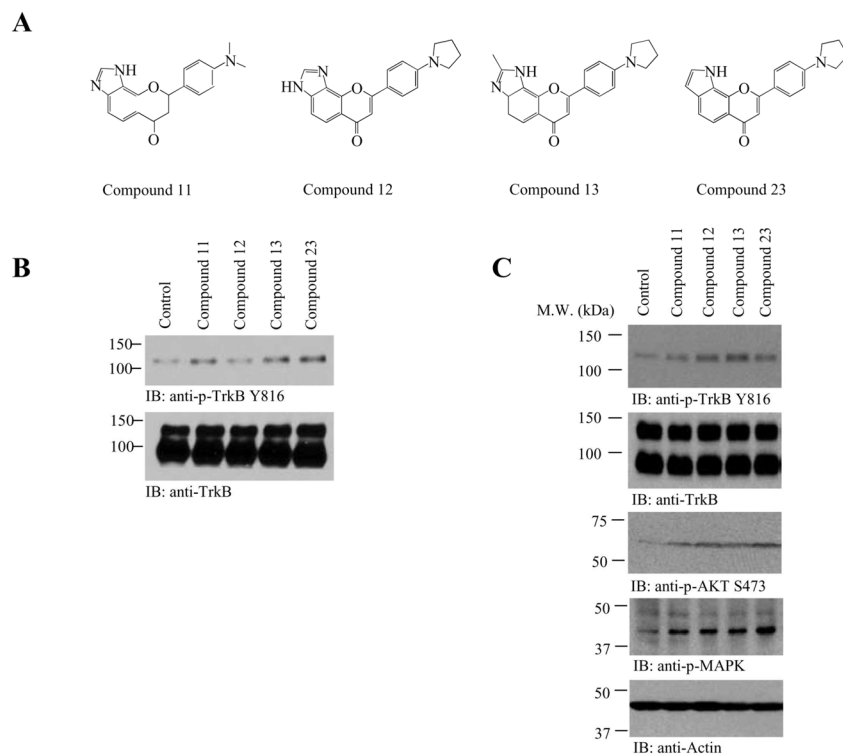 A
N
NH
O
N
O
Compound 11
N
HN
N
O
O
Compound 12
N
NH
N
O
O
Compound 13
NH
N
O
O
Compound 23
B
Control
Compound 11
Compound 12
Compound 13
Compound 23
150
100
IB: anti-p-TrkB Y816
150
100
IB: anti-TrkB
C
Control
Compound 11
Compound 12
Compound 13
Compound 23
M.W. (kDa)
150
100
IB: anti-p-TrkB Y816
150
100
IB: anti-TrkB
75
50
IB: anti-p-AKT S473
50
37
IB: anti-p-MAPK
50
37
IB: anti-Actin